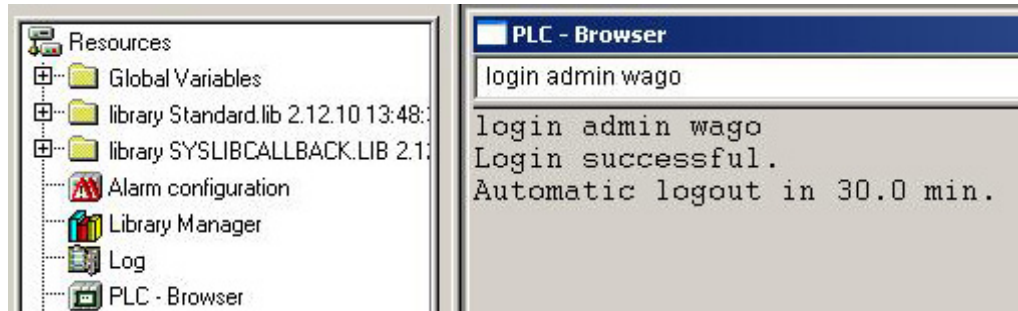 Resources
Global Variables
library Standard.lib 2.12.10 13:48:
library SYSLIBCALLBACK.LIB 2.1
Alarm configuration
Library Manager
Log
PLC - Browser
PLC - Browser
login admin wago
login admin wago
Login successful.
Automatic logout in 30.0 min.